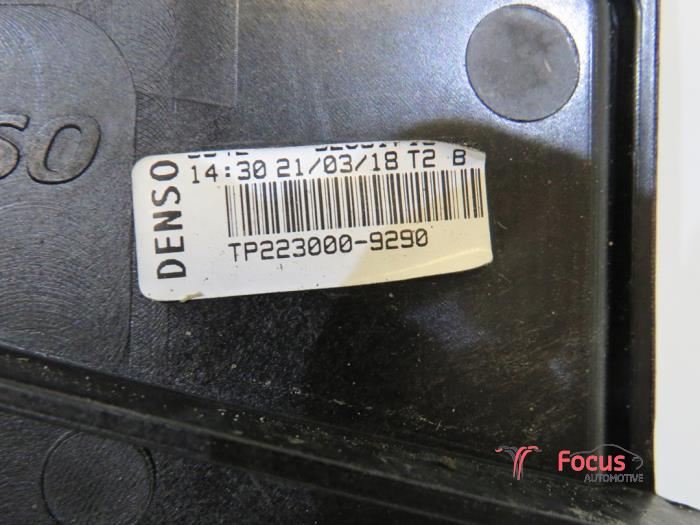 DENSO
14:30 21/03/18 T2 B
TP223000-9290
Focus
AUTOMOTIVE